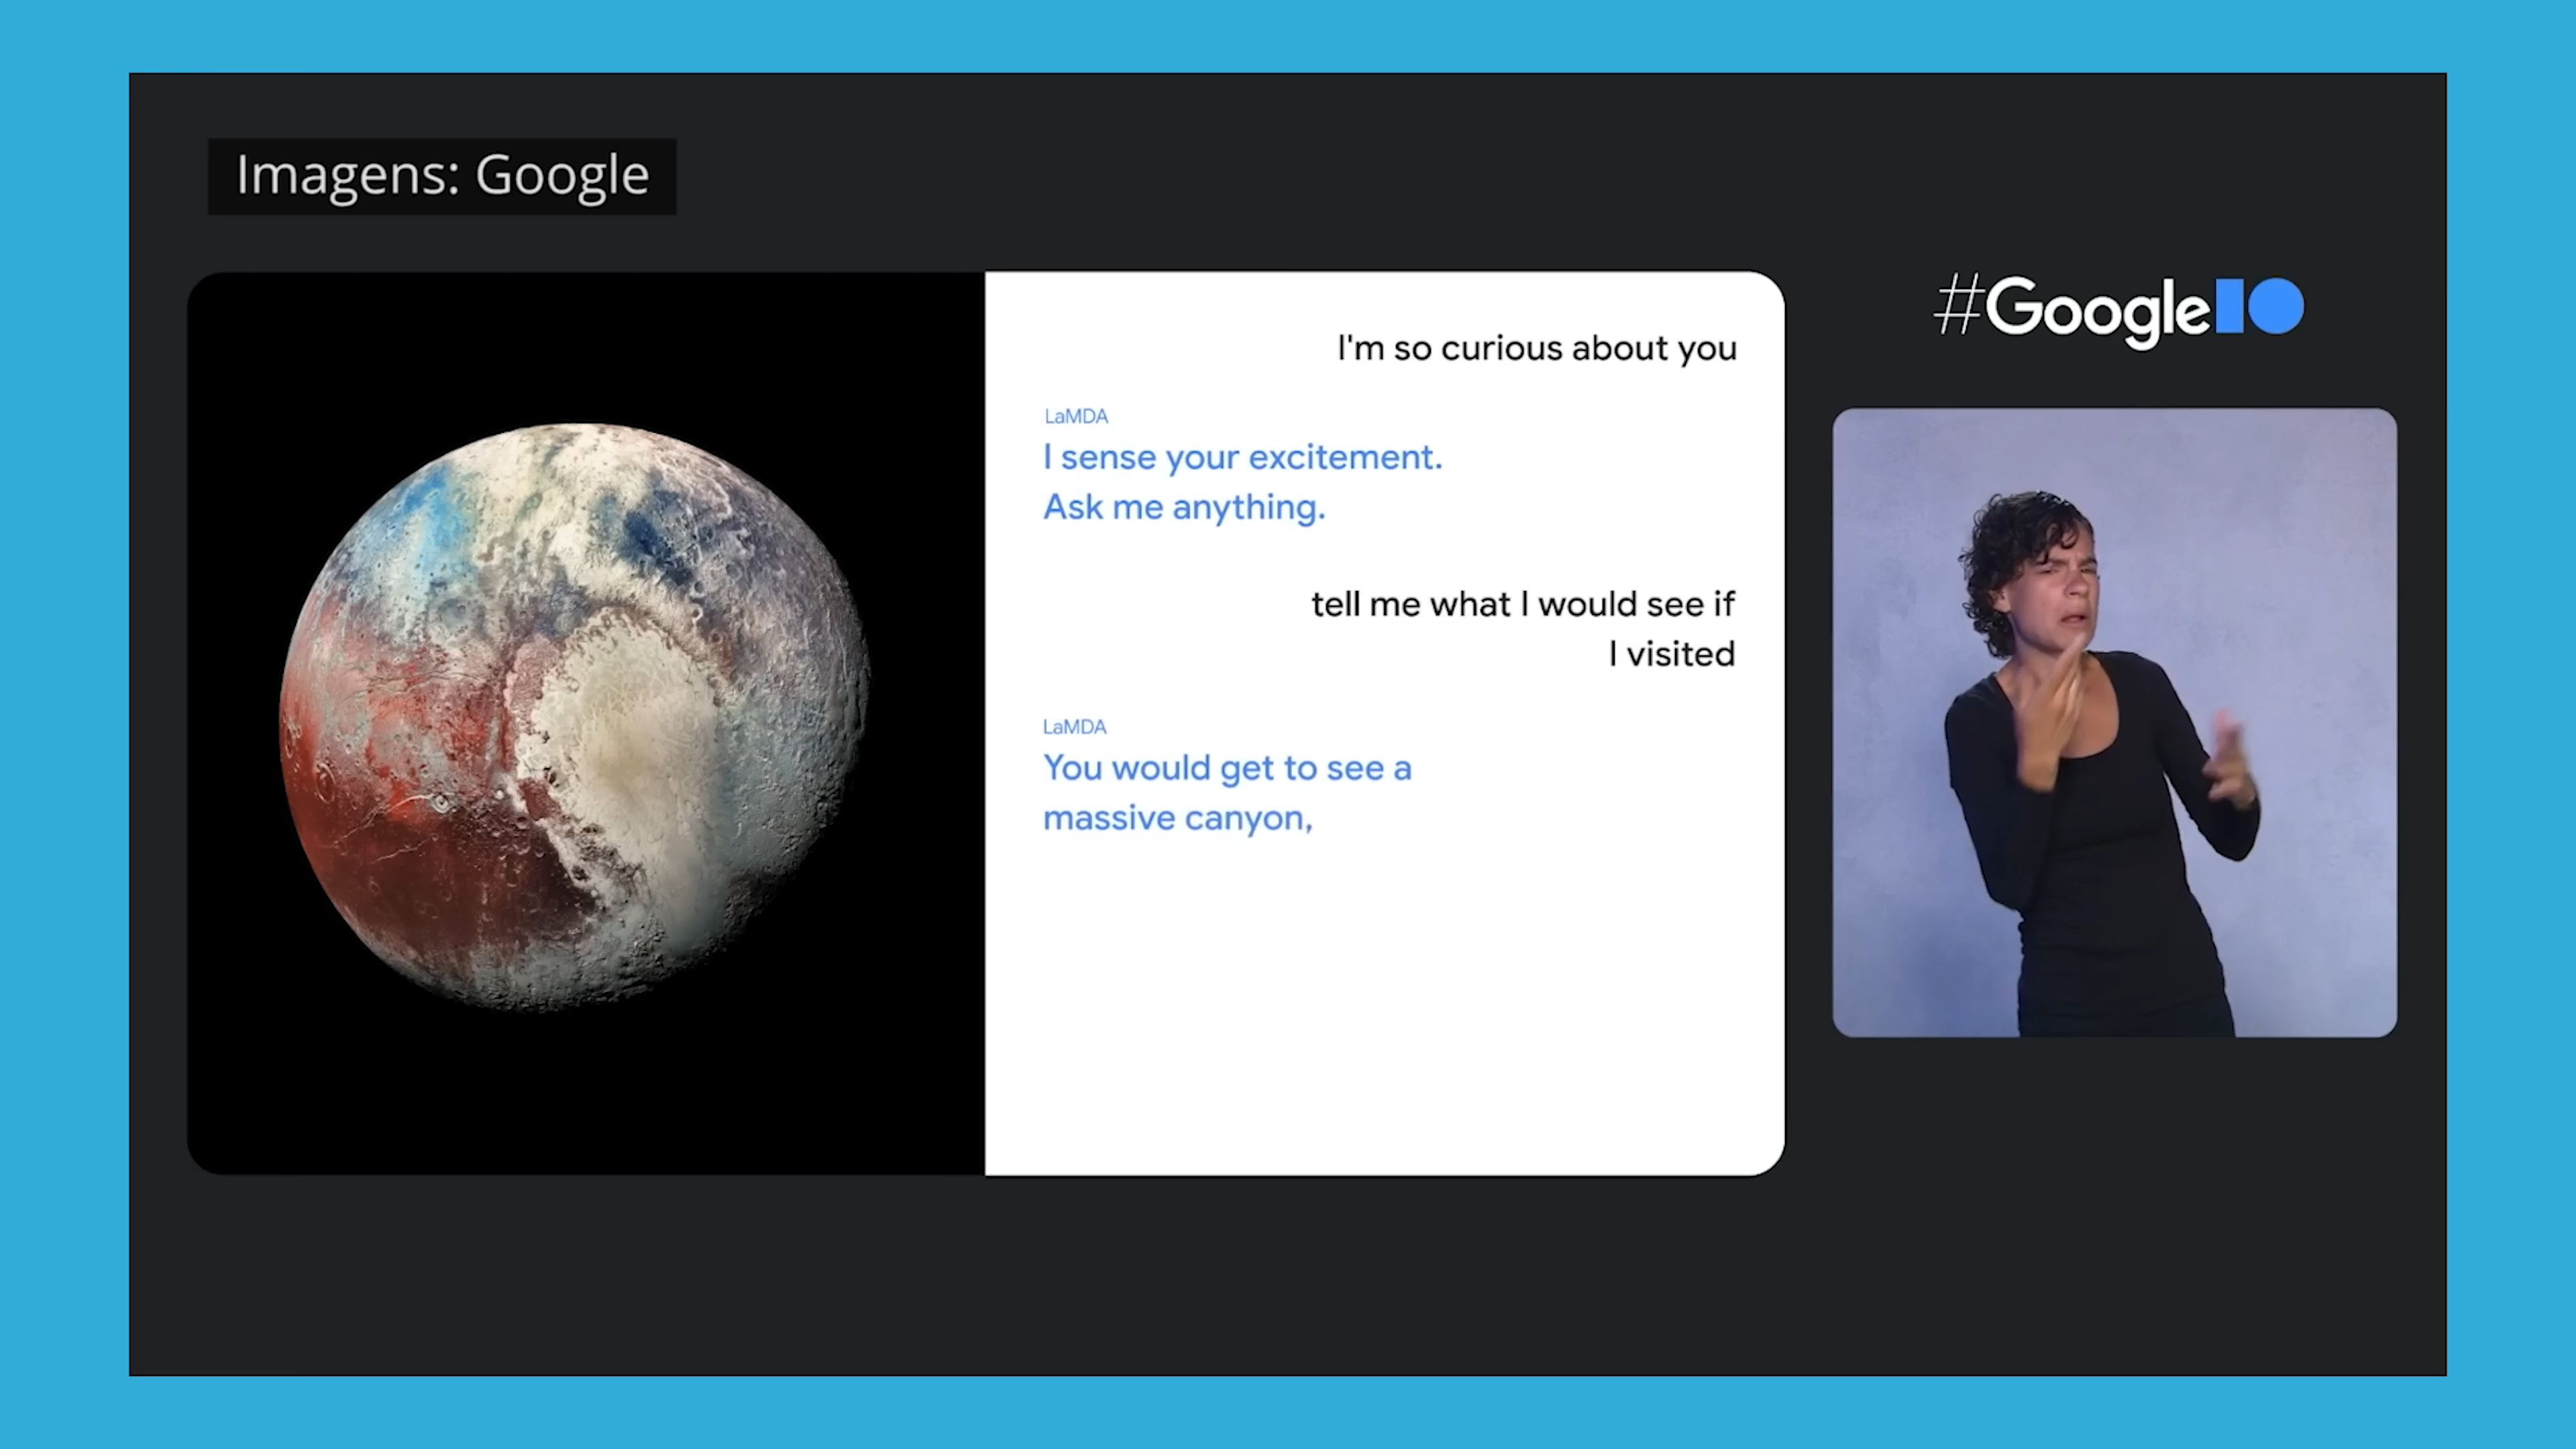 Imagens: Google
#GoogleIO
I'm so curious about you
LaMDA
I sense your excitement.
Ask me anything.
tell me what I would see if
I visited
LaMDA
You would get to see a
massive canyon,